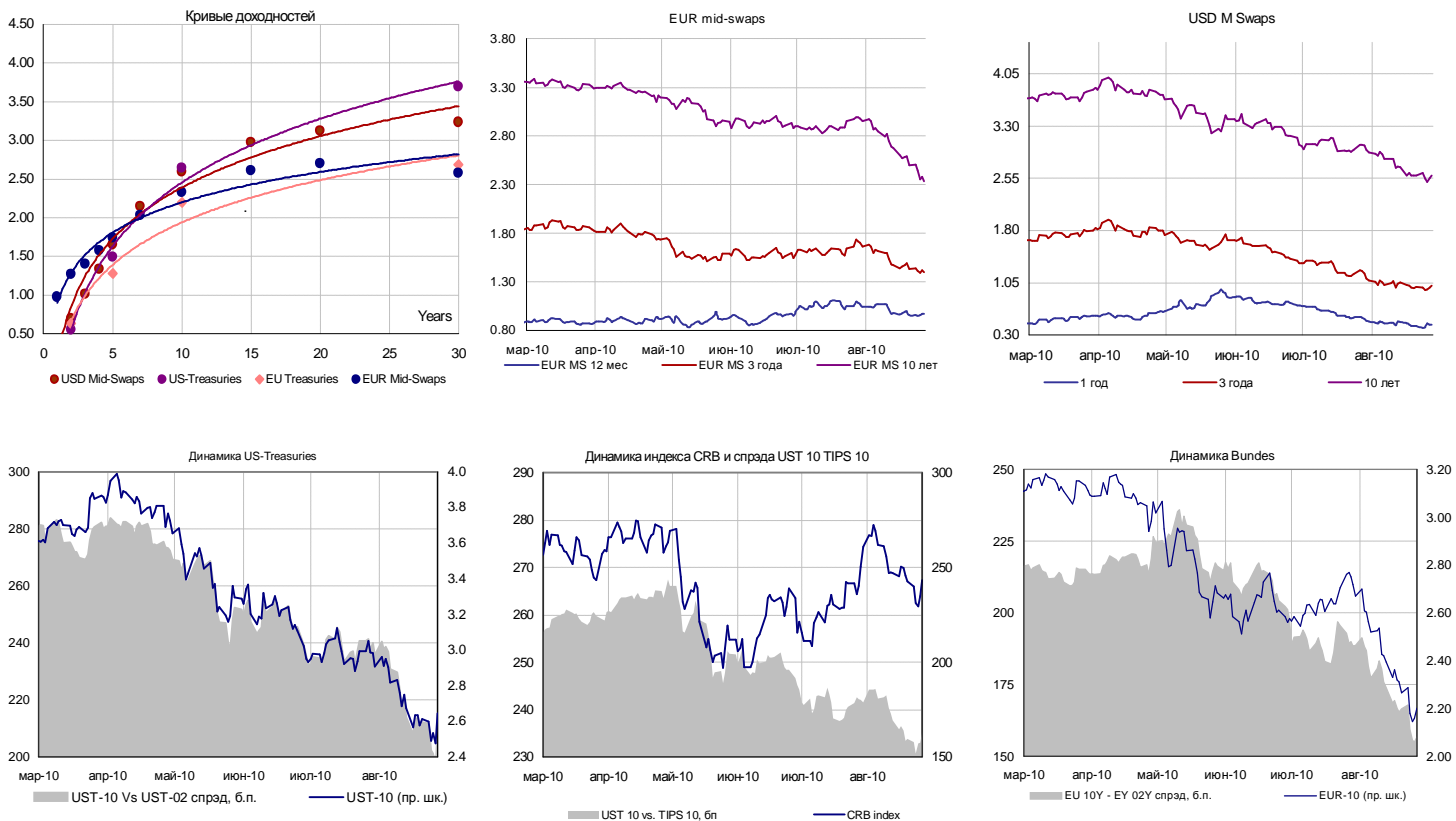 Кривые доходностей
4.50
4.00
3.50
3.00
2.50
2.00
1.50
1.00
0.50
Years
0 5 10 15 20 25 30
USD Mid-Swaps US-Treasuries EU Treasuries EUR Mid-Swaps
EUR mid-swaps
3.80
3.30
2.80
2.30
1.80
1.30
0.80
мар-10 апр-10 май-10 июн-10 июл-10 авг-10
EUR MS 12 мес EUR MS 3 года EUR MS 10 лет
USD M Swaps
4.05
3.30
2.55
1.80
1.05
0.30
мар-10 апр-10 май-10 июн-10 июл-10 авг-10
1 год 3 года 10 лет
Динамика US-Treasuries
300 4.0
280 3.8
260 3.6
240 3.4
220 3.2
200 3.0
2.8
2.6
2.4
мар-10 апр-10 май-10 июн-10 июл-10 авг-10
UST-10 Vs UST-02 спрэд, б.п. UST-10 (пр. шк.)
Динамика индекса CRB и спрэда UST 10 TIPS 10
290 300
280 250
270 200
260 150
250
240
230
мар-10 апр-10 май-10 июн-10 июл-10 авг-10
UST 10 vs. TIPS 10, бп CRB index
Динамика Bundes
250 3.20
225 3.00
200 2.80
175 2.60
150 2.40
2.20
2.00
мар-10 апр-10 май-10 июн-10 июл-10 авг-10
EU 10Y - EY 02Y спрэд, б.п. EUR-10 (пр. шк.)